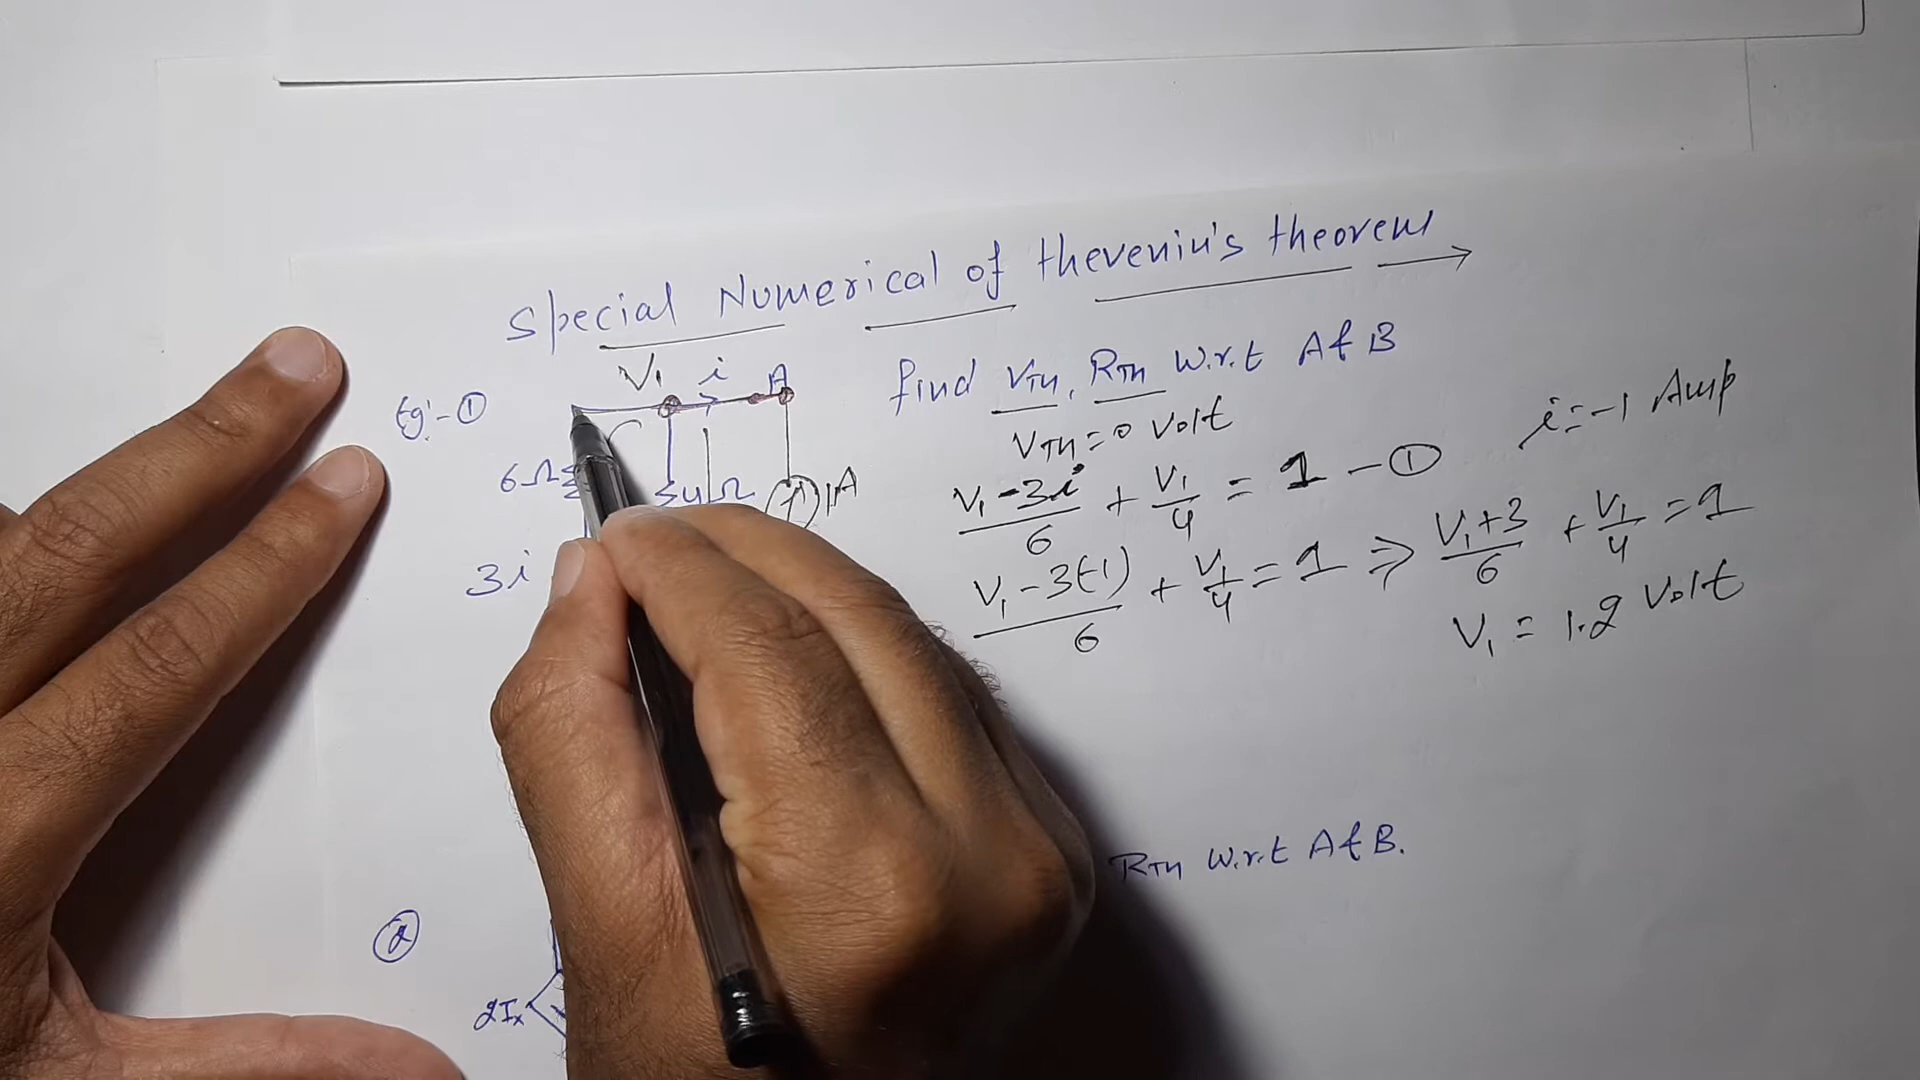 Special Numerical of thevenin's theorem
Eg:- ①
V₁ i A
6Ω
4Ω
1A
3i
find VTH, RTH W.r.t A & B
VTH = 0 Volt
i = -1 Amp
V₁-3i/6 + V₁/4 = 1 - ①
V₁-3(-1)/6 + V₁/4 = 1 ⇒ V₁+3/6 + V₁/4 = 1
V₁ = 1.2 Volt
②
RTH W.r.t A & B.
2Ix